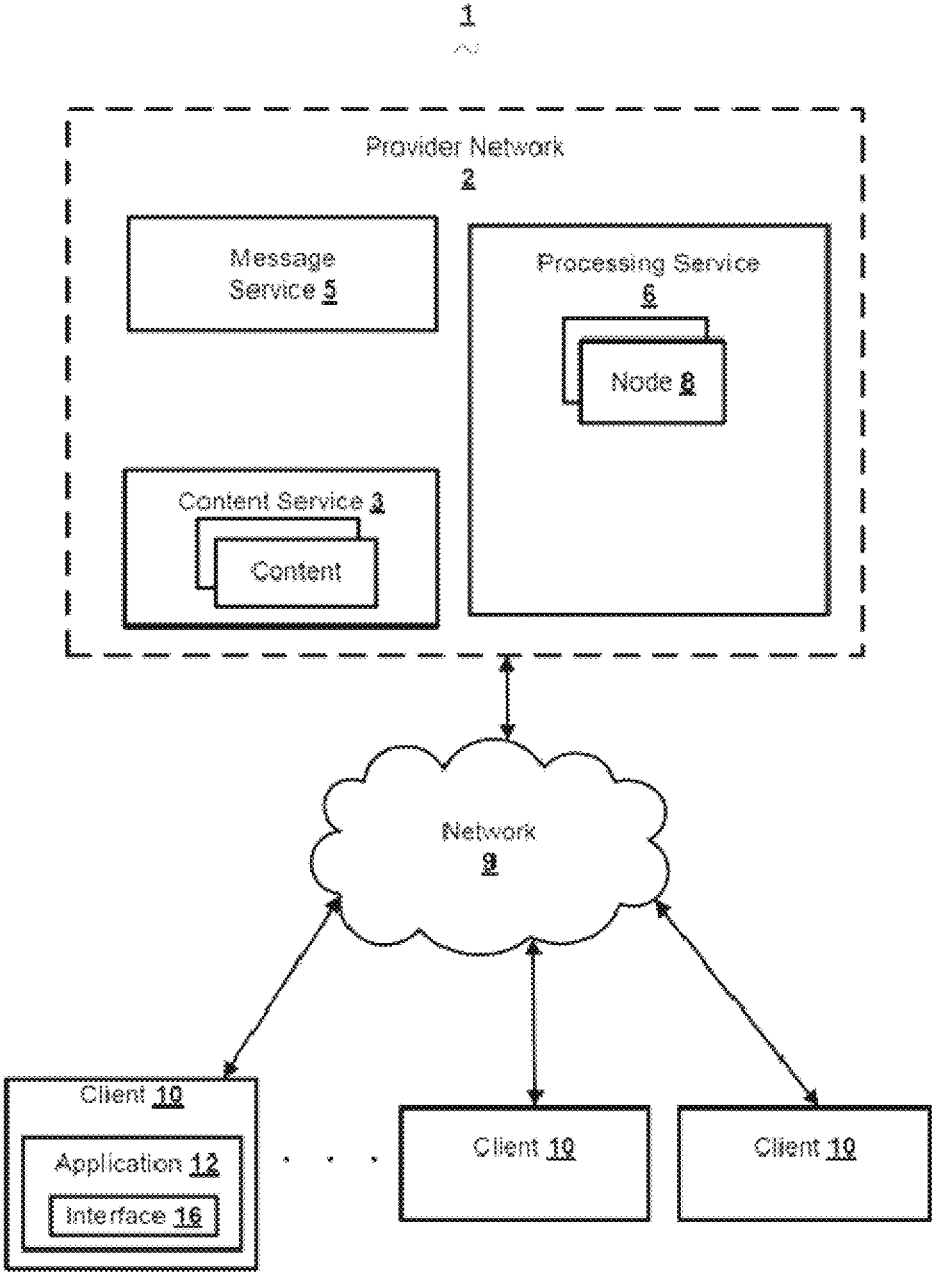 1
Provider Network
2
Message
Service 5
Processing Service
6
Node 8
Content Service 3
Content
Network
9
Client 10
Application 12
Interface 16
. . .
Client 10
Client 10